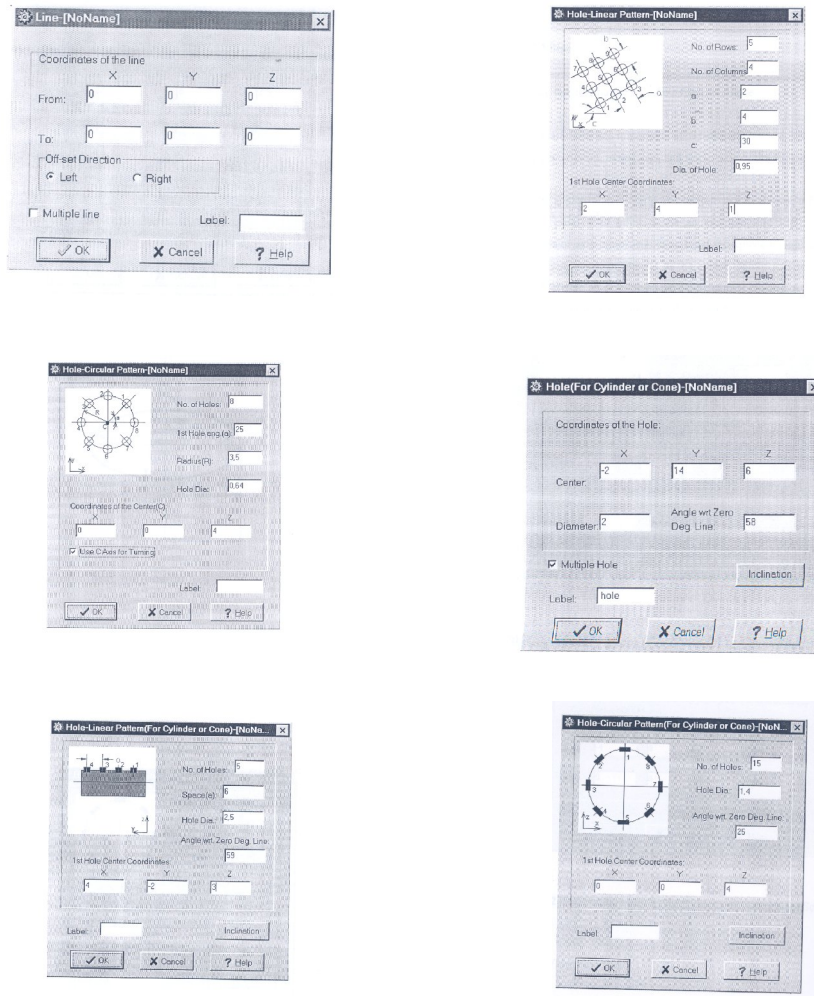 Line-[NoName]
Coordinates of the line
X Y Z
From: 0 0 0
To: 0 0 0
Off-set Direction
Left Right
Multiple line
Label:
OK Cancel ? Help
Hole-Linear Pattern-[NoName]
No. of Rows: 5
No. of Columns 4
a: 2
b: 4
c: 30
Dia. of Hole: 0,95
1st Hole Center Coordinates:
X Y Z
2 4 1
Label:
OK Cancel ? Help
Hole-Circular Pattern-[NoName]
No. of Holes: 8
1st Hole ang.(a): 25
Radius(R): 3,5
Hole Dia: 0,64
Coordinates of the Center(C):
X Y Z
0 0 4
Use C Axis for Turning
Label:
OK Cancel ? Help
Hole(For Cylinder or Cone)-[NoName]
Coordinates of the Hole:
X Y Z
Center: -2 14 6
Diameter: 2 Angle wrt Zero Deg. Line: 58
Multiple Hole
Inclination
Label: hole
OK Cancel ? Help
Hole-Linear Pattern(For Cylinder or Cone)-[NoNa...
4 3 a 2 1
No. of Holes: 5
Space(a): 6
Hole Dia.: 2,5
Angle wrt. Zero Deg. Line:
59
1st Hole Center Coordinates:
X Y Z
4 -2 3
Label: Inclination
OK Cancel ? Help
Hole-Circular Pattern(For Cylinder or Cone)-[NoN...
No. of Holes: 15
Hole Dia: 1,4
Angle wrt. Zero Deg. Line:
25
1st Hole Center Coordinates:
X Y Z
0 0 4
Label: Inclination
OK Cancel ? Help